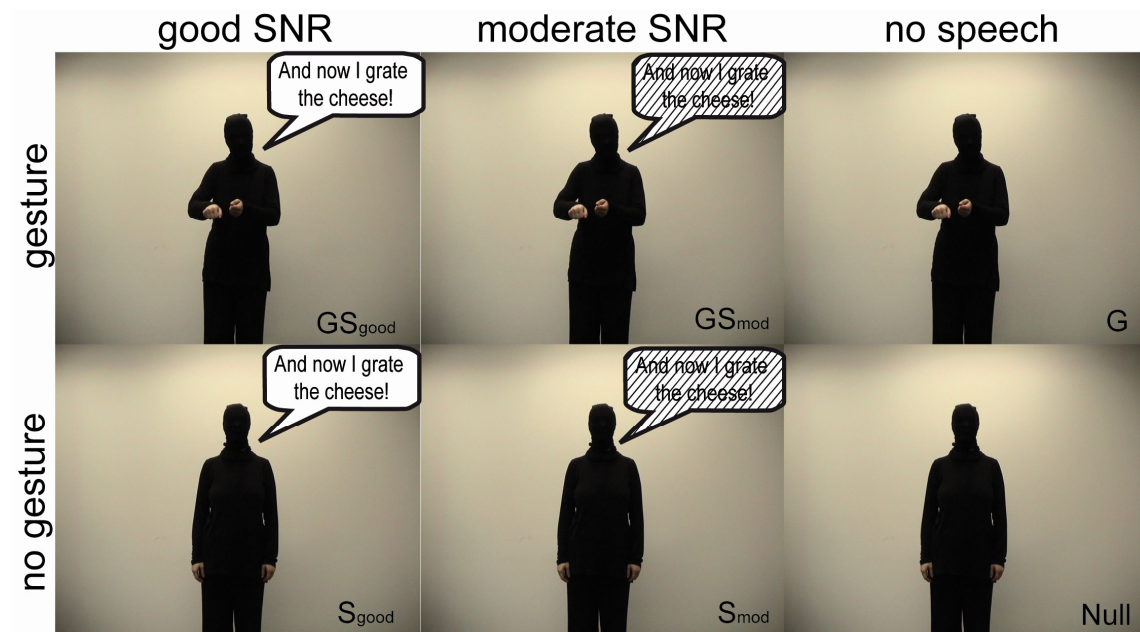 good SNR
moderate SNR
no speech
gesture
And now I grate
the cheese!
GSgood
And now I grate
the cheese!
GSmod
G
no gesture
And now I grate
the cheese!
Sgood
And now I grate
the cheese!
Smod
Null